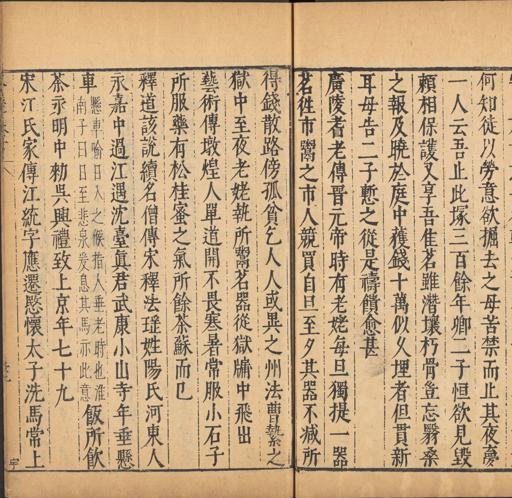 何知徒以勞意欲掘去之母苦禁而止其夜夢
一人云吾止此塚三百餘年卿二子恒欲見毀
頼相保護又享吾隹茗雖潛壤朽骨豈忘翳桑
之報及曉於庭中獲錢十萬似久埋者但貫新
耳母告二子慙之從是禱饋愈甚
廣陵耆老傳晉元帝時有老姥每旦獨提一器
茗徃市鬻之市人競買自旦至夕其器不减所
得錢散路傍孤貧乞人人或異之州法曹縶之
獄中至夜老姥執所鬻茗器從獄牖中飛出
藝術傳燉煌人單道開不畏寒暑常服小石子
所服藥有松桂蜜之氣所餘茶蘇而已
釋道該說續名僧傳宋釋法瑶姓陽氏河東人
永嘉中過江遇沈臺眞君武康小山寺年垂懸
車
懸車喻日入之候指人垂老時也淮
南子曰日至悲泉爰息其馬亦此意
飯所飮
茶永明中勑吳興禮致上京年七十九
宋江氏家傳江統字應遷愍懷太子洗馬常上